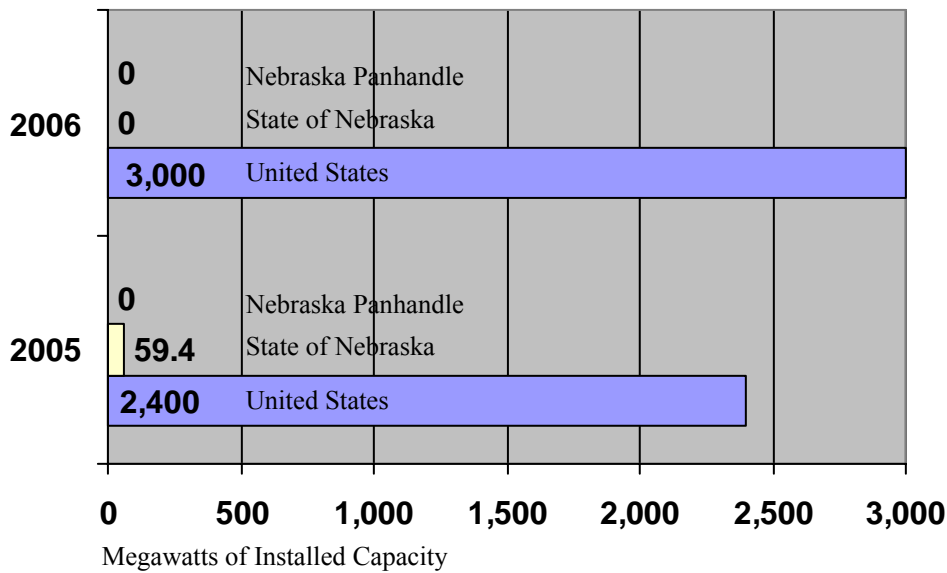 0 Nebraska Panhandle
2006 0 State of Nebraska
3,000 United States
0 Nebraska Panhandle
2005 59.4 State of Nebraska
2,400 United States
0 500 1,000 1,500 2,000 2,500 3,000
Megawatts of Installed Capacity